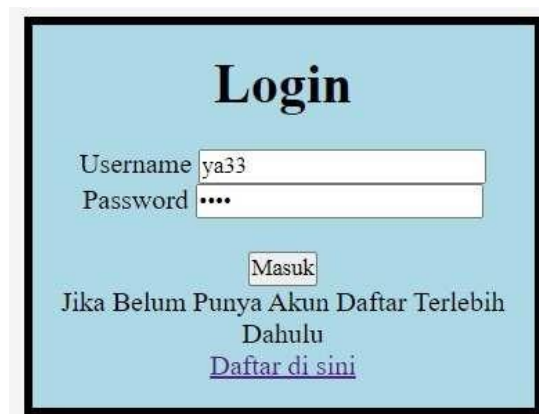 Login
Username ya33
Password ••••
Masuk
Jika Belum Punya Akun Daftar Terlebih
Dahulu
Daftar di sini